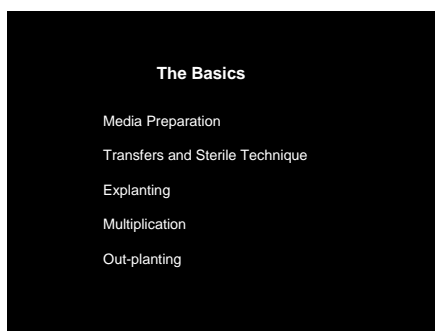 The Basics
Media Preparation
Transfers and Sterile Technique
Explanting
Multiplication
Out-planting